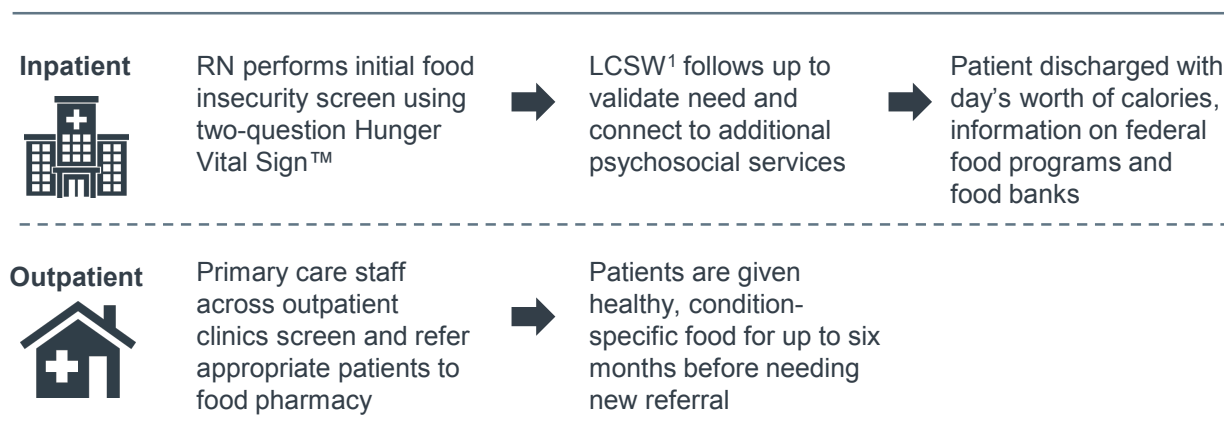 Inpatient
RN performs initial food
insecurity screen using
two-question Hunger
Vital Sign™
LCSW¹ follows up to
validate need and
connect to additional
psychosocial services
Patient discharged with
day's worth of calories,
information on federal
food programs and
food banks
Outpatient
Primary care staff
across outpatient
clinics screen and refer
appropriate patients to
food pharmacy
Patients are given
healthy, condition-
specific food for up to six
months before needing
new referral